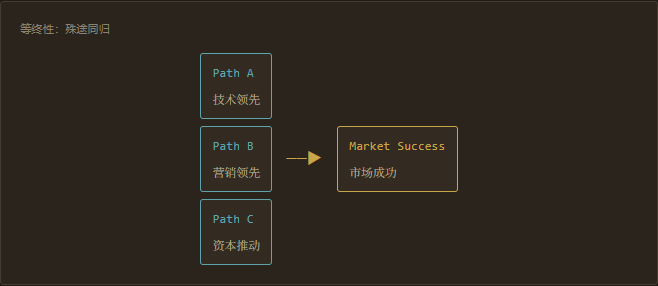 等终性：殊途同归
Path A
技术领先
Path B
营销领先
Market Success
市场成功
Path C
资本推动